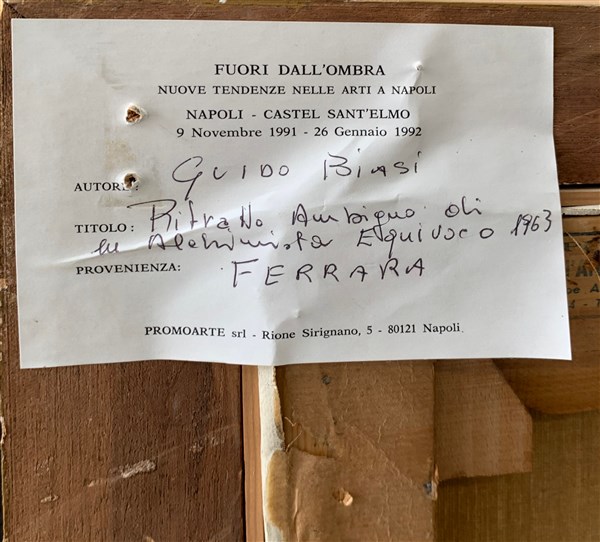 FUORI DALL'OMBRA
NUOVE TENDENZE NELLE ARTI A NAPOLI
NAPOLI - CASTEL SANT'ELMO
9 Novembre 1991 - 26 Gennaio 1992
AUTORE: GUIDO BIASI
TITOLO: Ritratto Ambiguo di
un Alchimista Equivoco 1963
PROVENIENZA: FERRARA
PROMOARTE srl - Rione Sirignano, 5 - 80121 Napoli